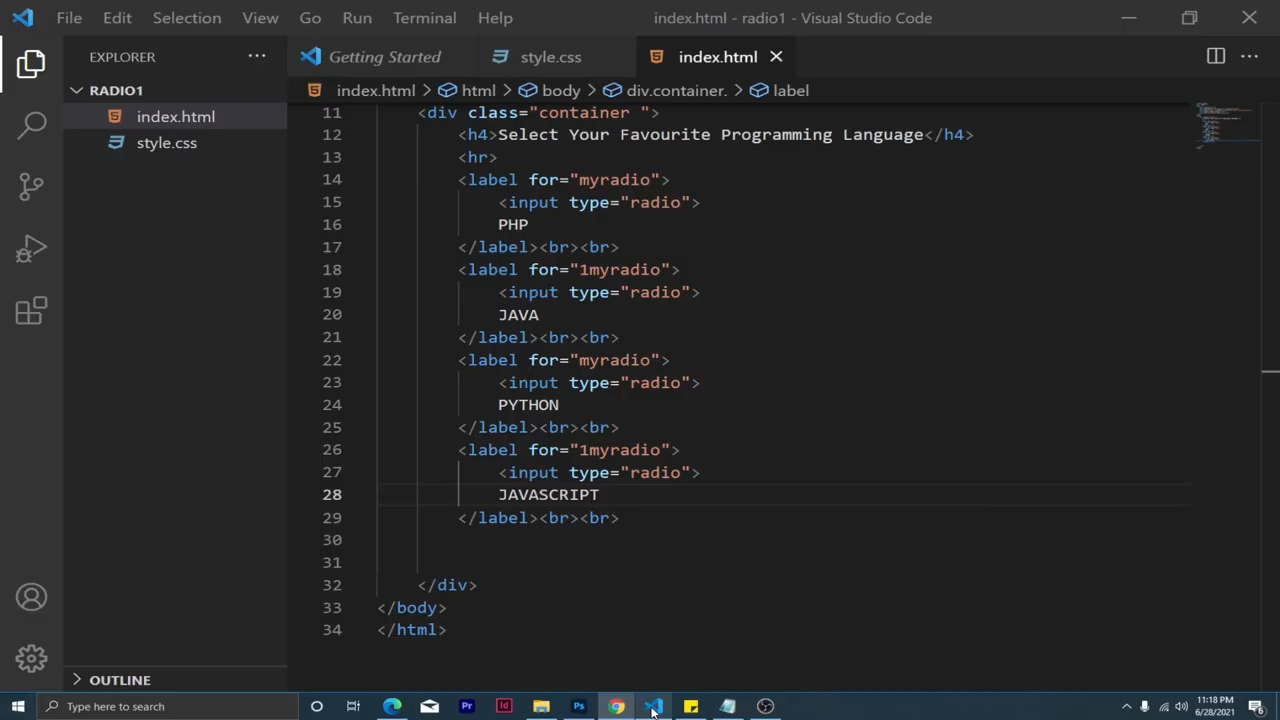 File Edit Selection View Go Run Terminal Help index.html - radio1 - Visual Studio Code
EXPLORER
Getting Started style.css index.html
RADIO1
index.html > html > body > div.container. > label
index.html
style.css
11 <div class="container ">
12 <h4>Select Your Favourite Programming Language</h4>
13 <hr>
14 <label for="myradio">
15 <input type="radio">
16 PHP
17 </label><br><br>
18 <label for="1myradio">
19 <input type="radio">
20 JAVA
21 </label><br><br>
22 <label for="myradio">
23 <input type="radio">
24 PYTHON
25 </label><br><br>
26 <label for="1myradio">
27 <input type="radio">
28 JAVASCRIPT
29 </label><br><br>
30
31
32 </div>
33 </body>
34 </html>
OUTLINE
Type here to search
Pr Id Ps
11:18 PM
6/28/2021
6